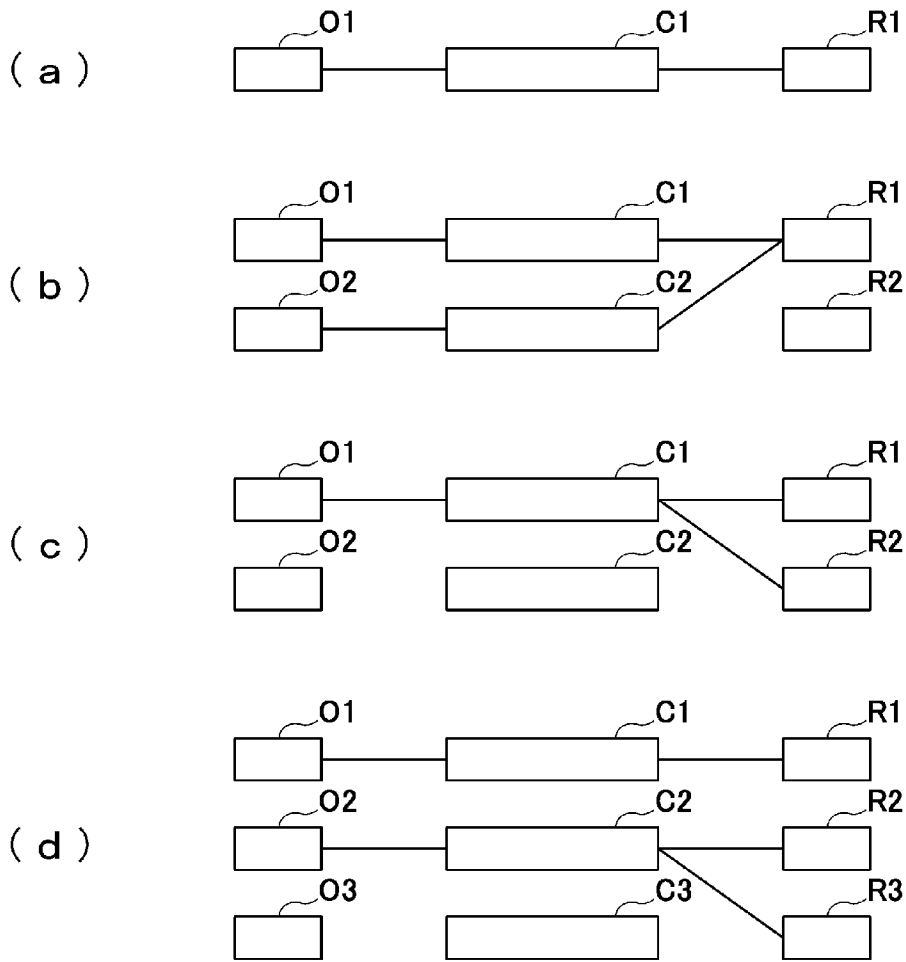 O1 C1 R1
(a)
O1 C1 R1
(b)
O2 C2 R2
O1 C1 R1
(c)
O2 C2 R2
O1 C1 R1
O2 C2 R2
(d)
O3 C3 R3